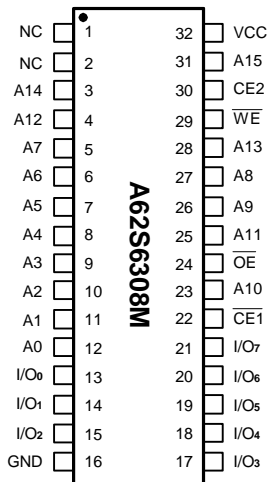 NC 1 32 VCC
NC 2 31 A15
A14 3 30 CE2
A12 4 29 W̅E̅
A7 5 28 A13
A6 6 27 A8
A5 7 26 A9
A4 8 25 A11
A3 9 24 O̅E̅
A2 10 23 A10
A1 11 22 C̅E̅1̅
A0 12 21 I/O₇
I/O₀ 13 20 I/O₆
I/O₁ 14 19 I/O₅
I/O₂ 15 18 I/O₄
GND 16 17 I/O₃
A62S6308M